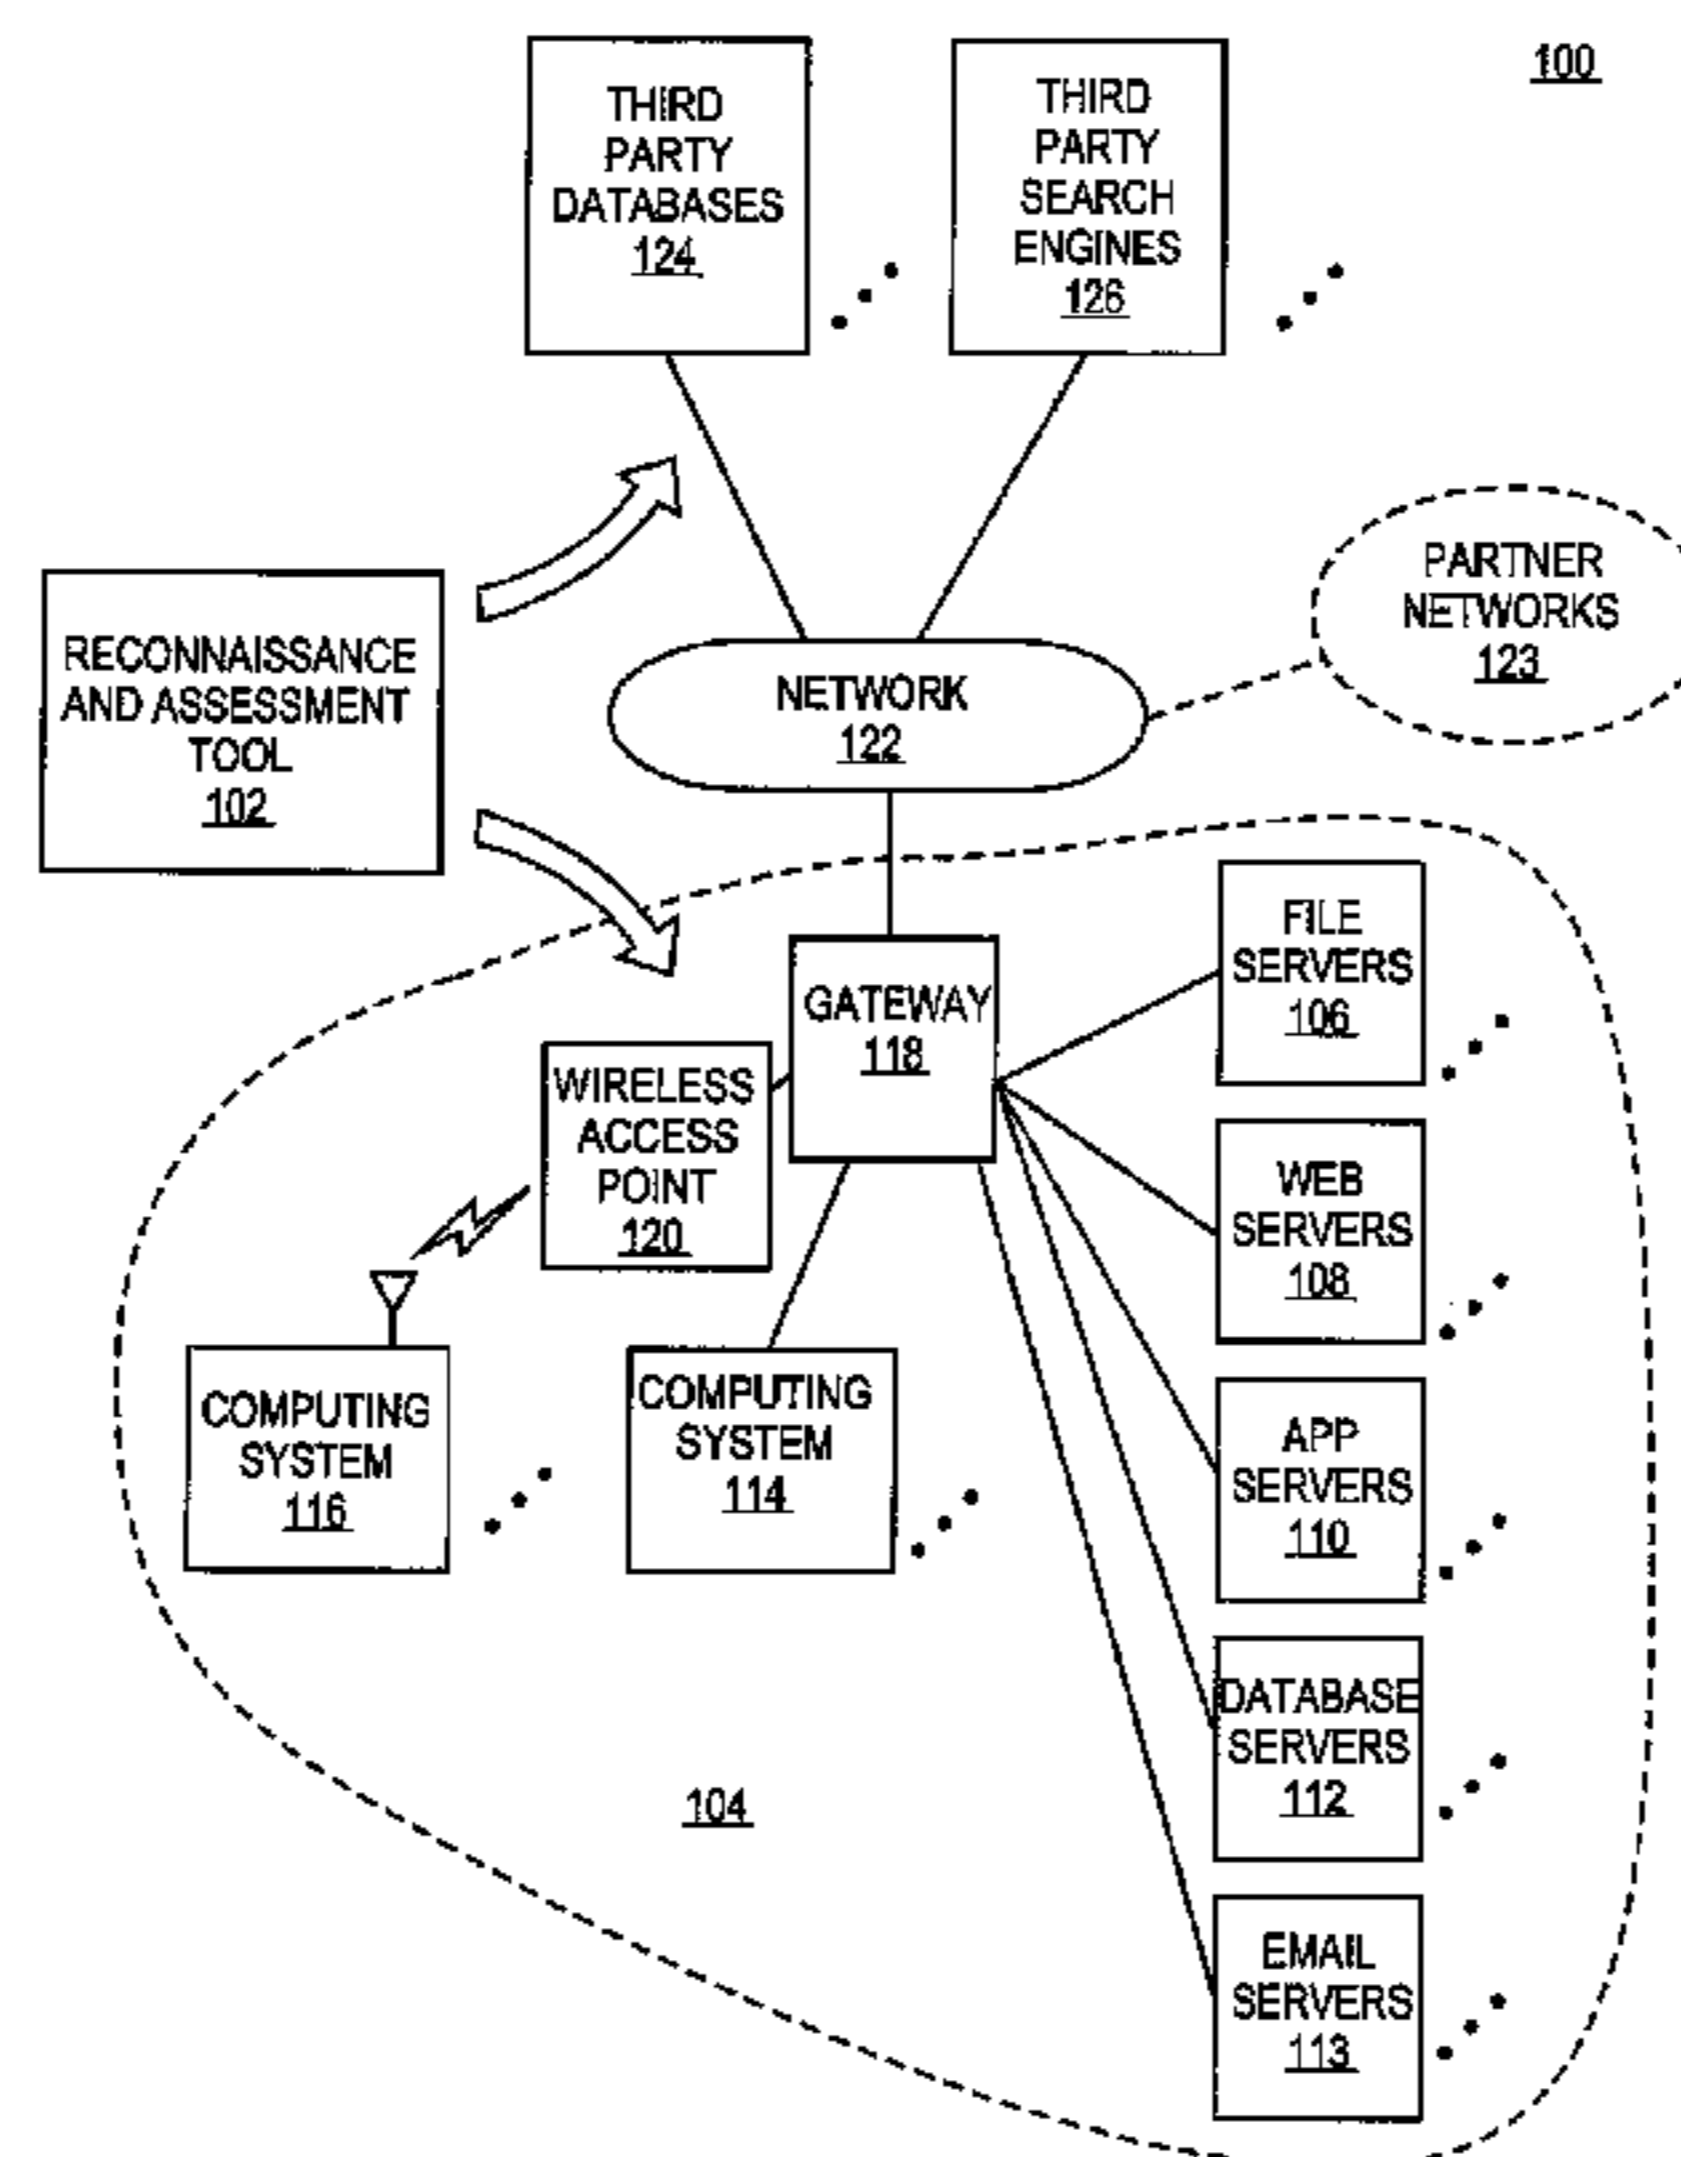 100
THIRD
PARTY
DATABASES
124
THIRD
PARTY
SEARCH
ENGINES
126
PARTNER
NETWORKS
123
RECONNAISSANCE
AND ASSESSMENT
TOOL
102
NETWORK
122
GATEWAY
118
FILE
SERVERS
106
WIRELESS
ACCESS
POINT
120
WEB
SERVERS
108
COMPUTING
SYSTEM
116
COMPUTING
SYSTEM
114
APP
SERVERS
110
DATABASE
SERVERS
112
104
EMAIL
SERVERS
113